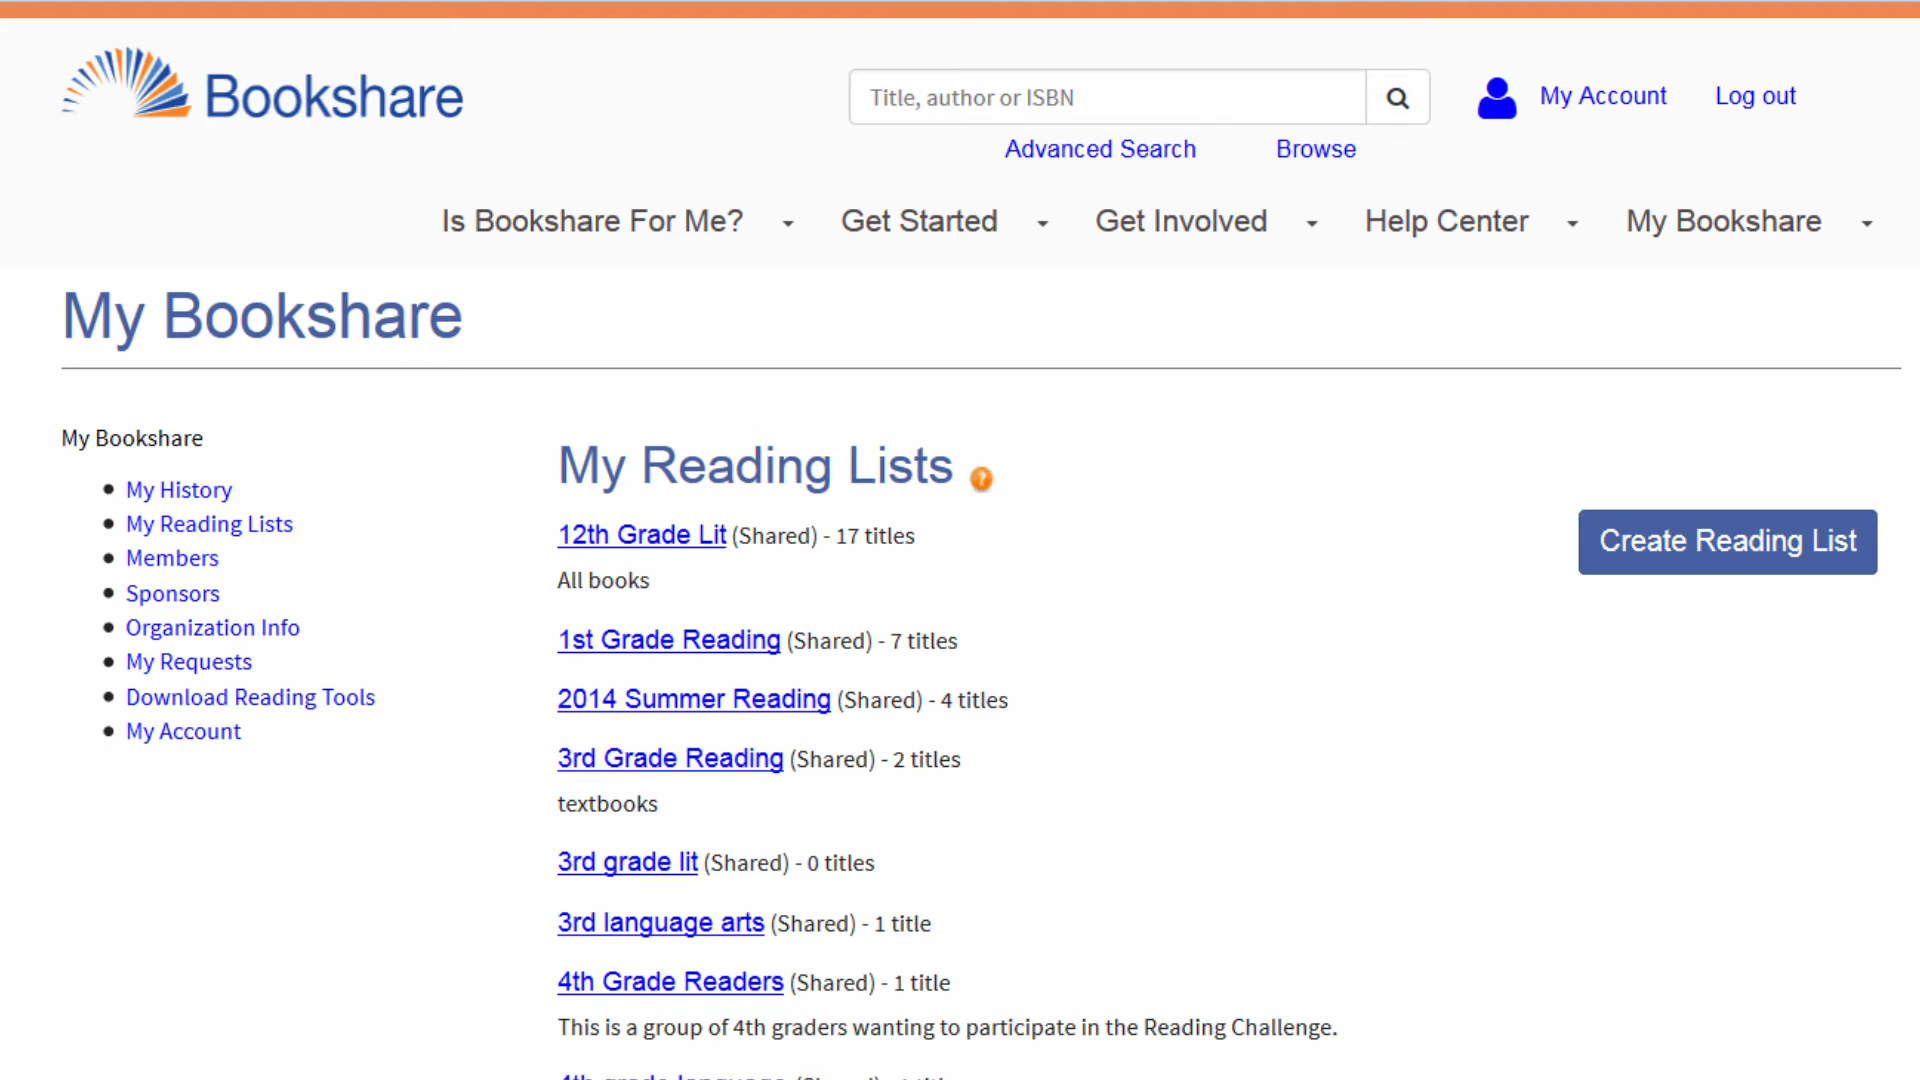 Bookshare
Title, author or ISBN
My Account
Log out
Advanced Search
Browse
Is Bookshare For Me?
Get Started
Get Involved
Help Center
My Bookshare
My Bookshare
My Bookshare
My History
My Reading Lists
Members
Sponsors
Organization Info
My Requests
Download Reading Tools
My Account
My Reading Lists ?
Create Reading List
12th Grade Lit (Shared) - 17 titles
All books
1st Grade Reading (Shared) - 7 titles
2014 Summer Reading (Shared) - 4 titles
3rd Grade Reading (Shared) - 2 titles
textbooks
3rd grade lit (Shared) - 0 titles
3rd language arts (Shared) - 1 title
4th Grade Readers (Shared) - 1 title
This is a group of 4th graders wanting to participate in the Reading Challenge.